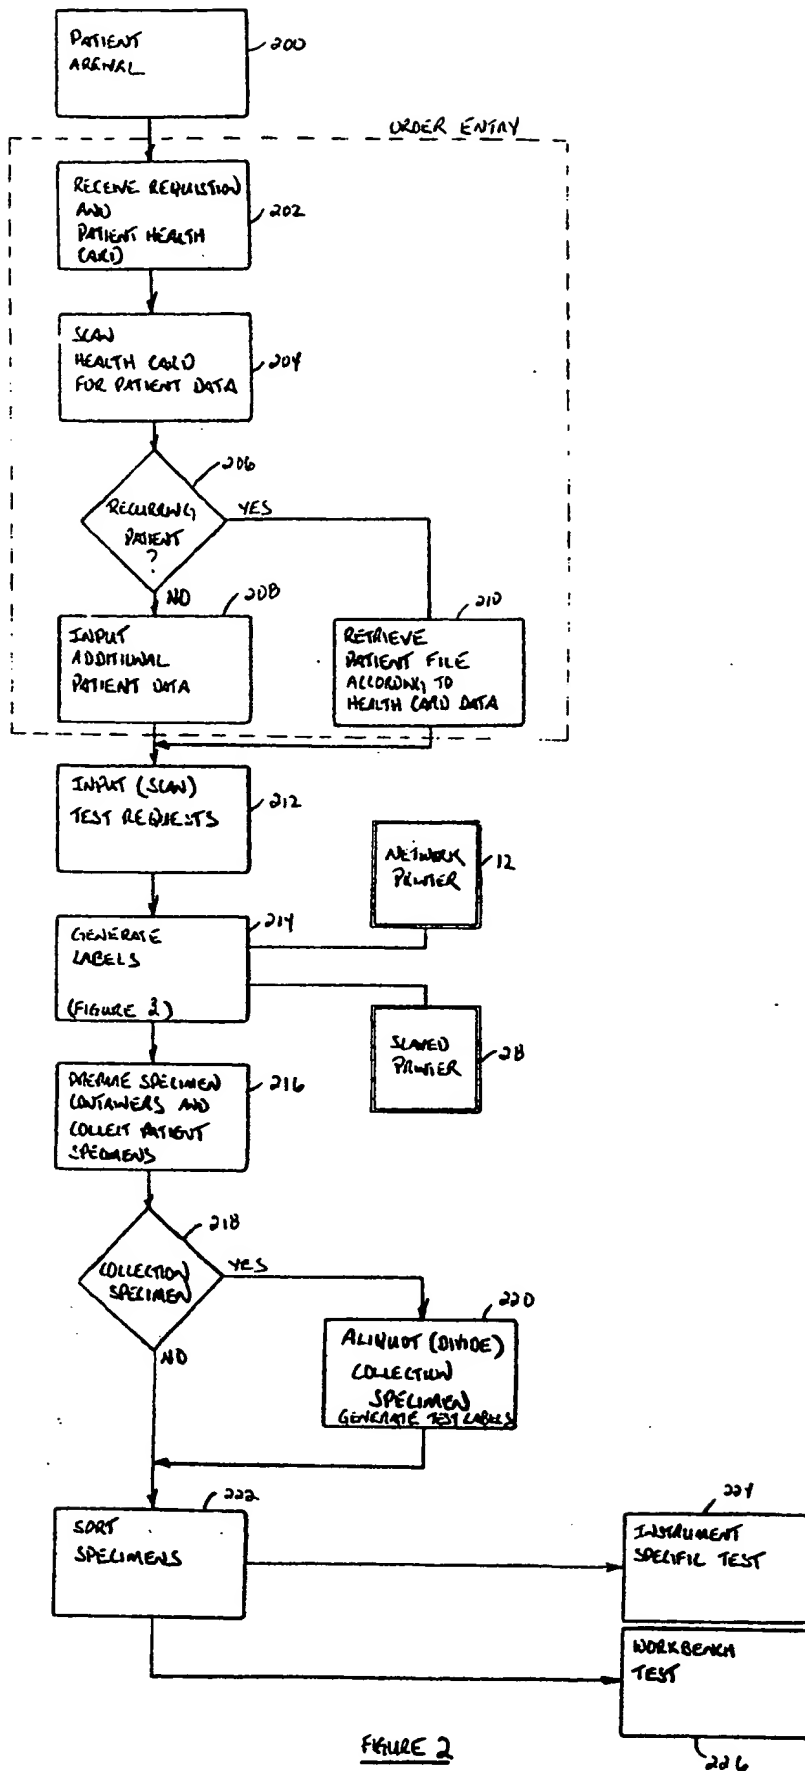 PATIENT
ARRIVAL
200
ORDER ENTRY
RECEIVE REQUISTION
AND
PATIENT HEALTH
CARD
202
SCAN
HEALTH CARD
FOR PATIENT DATA
204
206
RECURRING
PATIENT
?
YES
NO
208
INPUT
ADDITIONAL
PATIENT DATA
210
RETRIEVE
PATIENT FILE
ACCORDING TO
HEALTH CARD DATA
INPUT (SCAN)
TEST REQUESTS
212
NETWORK
PRINTER
12
GENERATE
LABELS
(FIGURE 3)
214
SLAVED
PRINTER
28
PREPARE SPECIMEN
CONTAINERS AND
COLLECT PATIENT
SPECIMENS
216
218
COLLECTION
SPECIMEN
YES
NO
220
ALIQUOT (DIVIDE)
COLLECTION
SPECIMEN
GENERATE TEST LABELS
222
SORT
SPECIMENS
224
INSTRUMENT
SPECIFIC TEST
WORKBENCH
TEST
226
FIGURE 2